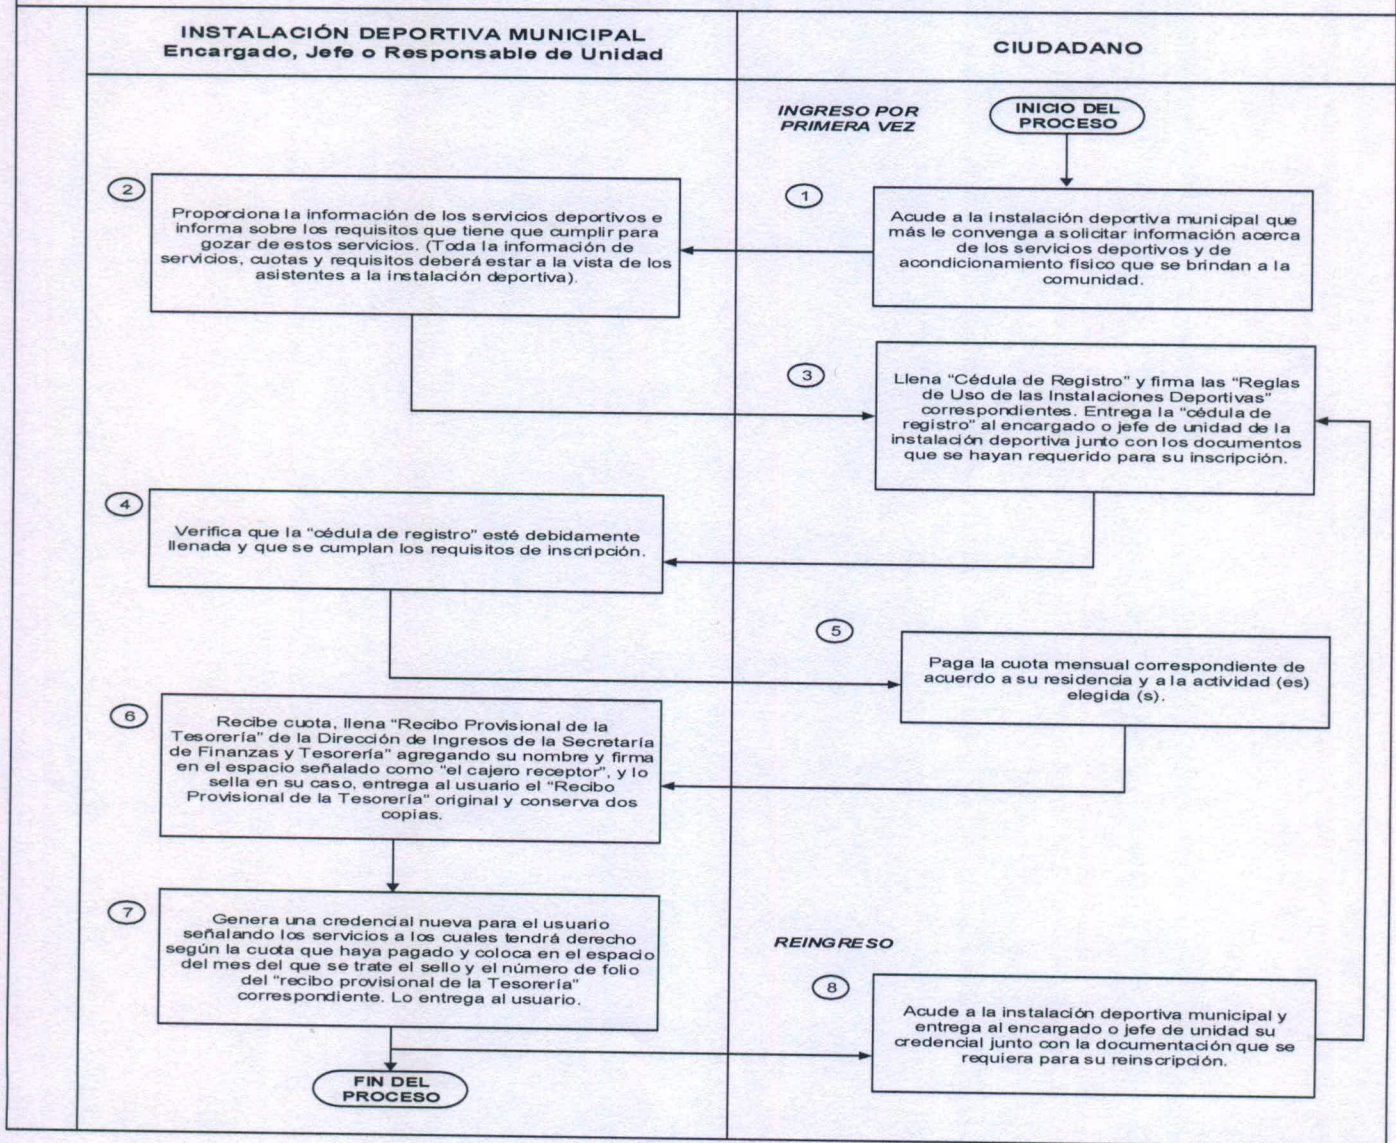 INSTALACIÓN DEPORTIVA MUNICIPAL
Encargado, Jefe o Responsable de Unidad
CIUDADANO
INGRESO POR
PRIMERA VEZ
INICIO DEL
PROCESO
1
Acude a la instalación deportiva municipal que
más le convenga a solicitar información acerca
de los servicios deportivos y de
acondicionamiento físico que se brindan a la
comunidad.
2
Proporciona la información de los servicios deportivos e
informa sobre los requisitos que tiene que cumplir para
gozar de estos servicios. (Toda la información de
servicios, cuotas y requisitos deberá estar a la vista de los
asistentes a la instalación deportiva).
3
Llena "Cédula de Registro" y firma las "Reglas
de Uso de las Instalaciones Deportivas"
correspondientes. Entrega la "cédula de
registro" al encargado o jefe de unidad de la
instalación deportiva junto con los documentos
que se hayan requerido para su inscripción.
4
Verifica que la "cédula de registro" esté debidamente
llenada y que se cumplan los requisitos de inscripción.
5
Paga la cuota mensual correspondiente de
acuerdo a su residencia y a la actividad (es)
elegida (s).
6
Recibe cuota, llena "Recibo Provisional de la
Tesorería" de la Dirección de Ingresos de la Secretaría
de Finanzas y Tesorería" agregando su nombre y firma
en el espacio señalado como "el cajero receptor", y lo
sella en su caso, entrega al usuario el "Recibo
Provisional de la Tesorería" original y conserva dos
copias.
7
Genera una credencial nueva para el usuario
señalando los servicios a los cuales tendrá derecho
según la cuota que haya pagado y coloca en el espacio
del mes del que se trate el sello y el número de folio
del "recibo provisional de la Tesorería"
correspondiente. Lo entrega al usuario.
REINGRESO
8
Acude a la instalación deportiva municipal y
entrega al encargado o jefe de unidad su
credencial junto con la documentación que se
requiera para su reinscripción.
FIN DEL
PROCESO